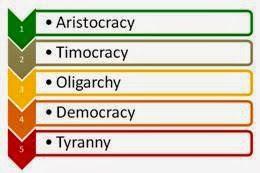 1 • Aristocracy
2 • Timocracy
3 • Oligarchy
4 • Democracy
5 • Tyranny